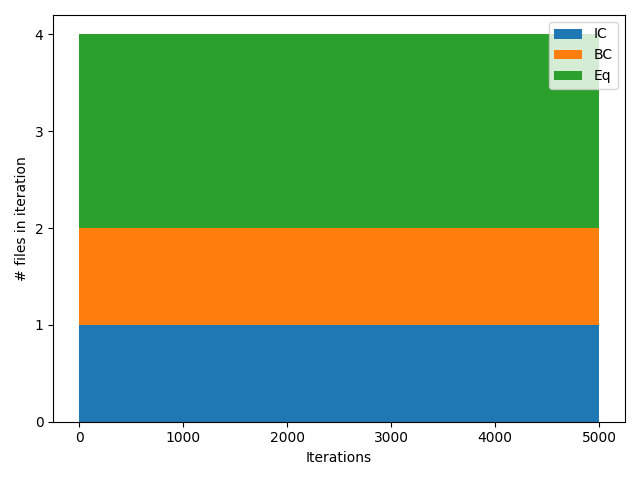 IC
BC
Eq
4
3
2
1
0
# files in iteration
0 1000 2000 3000 4000 5000
Iterations